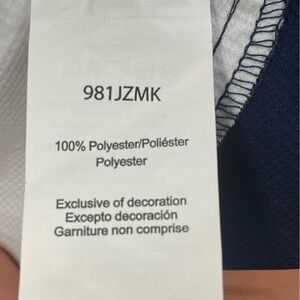 981JZMK
100% Polyester/Poliéster
Polyester
Exclusive of decoration
Excepto decoración
Garniture non comprise